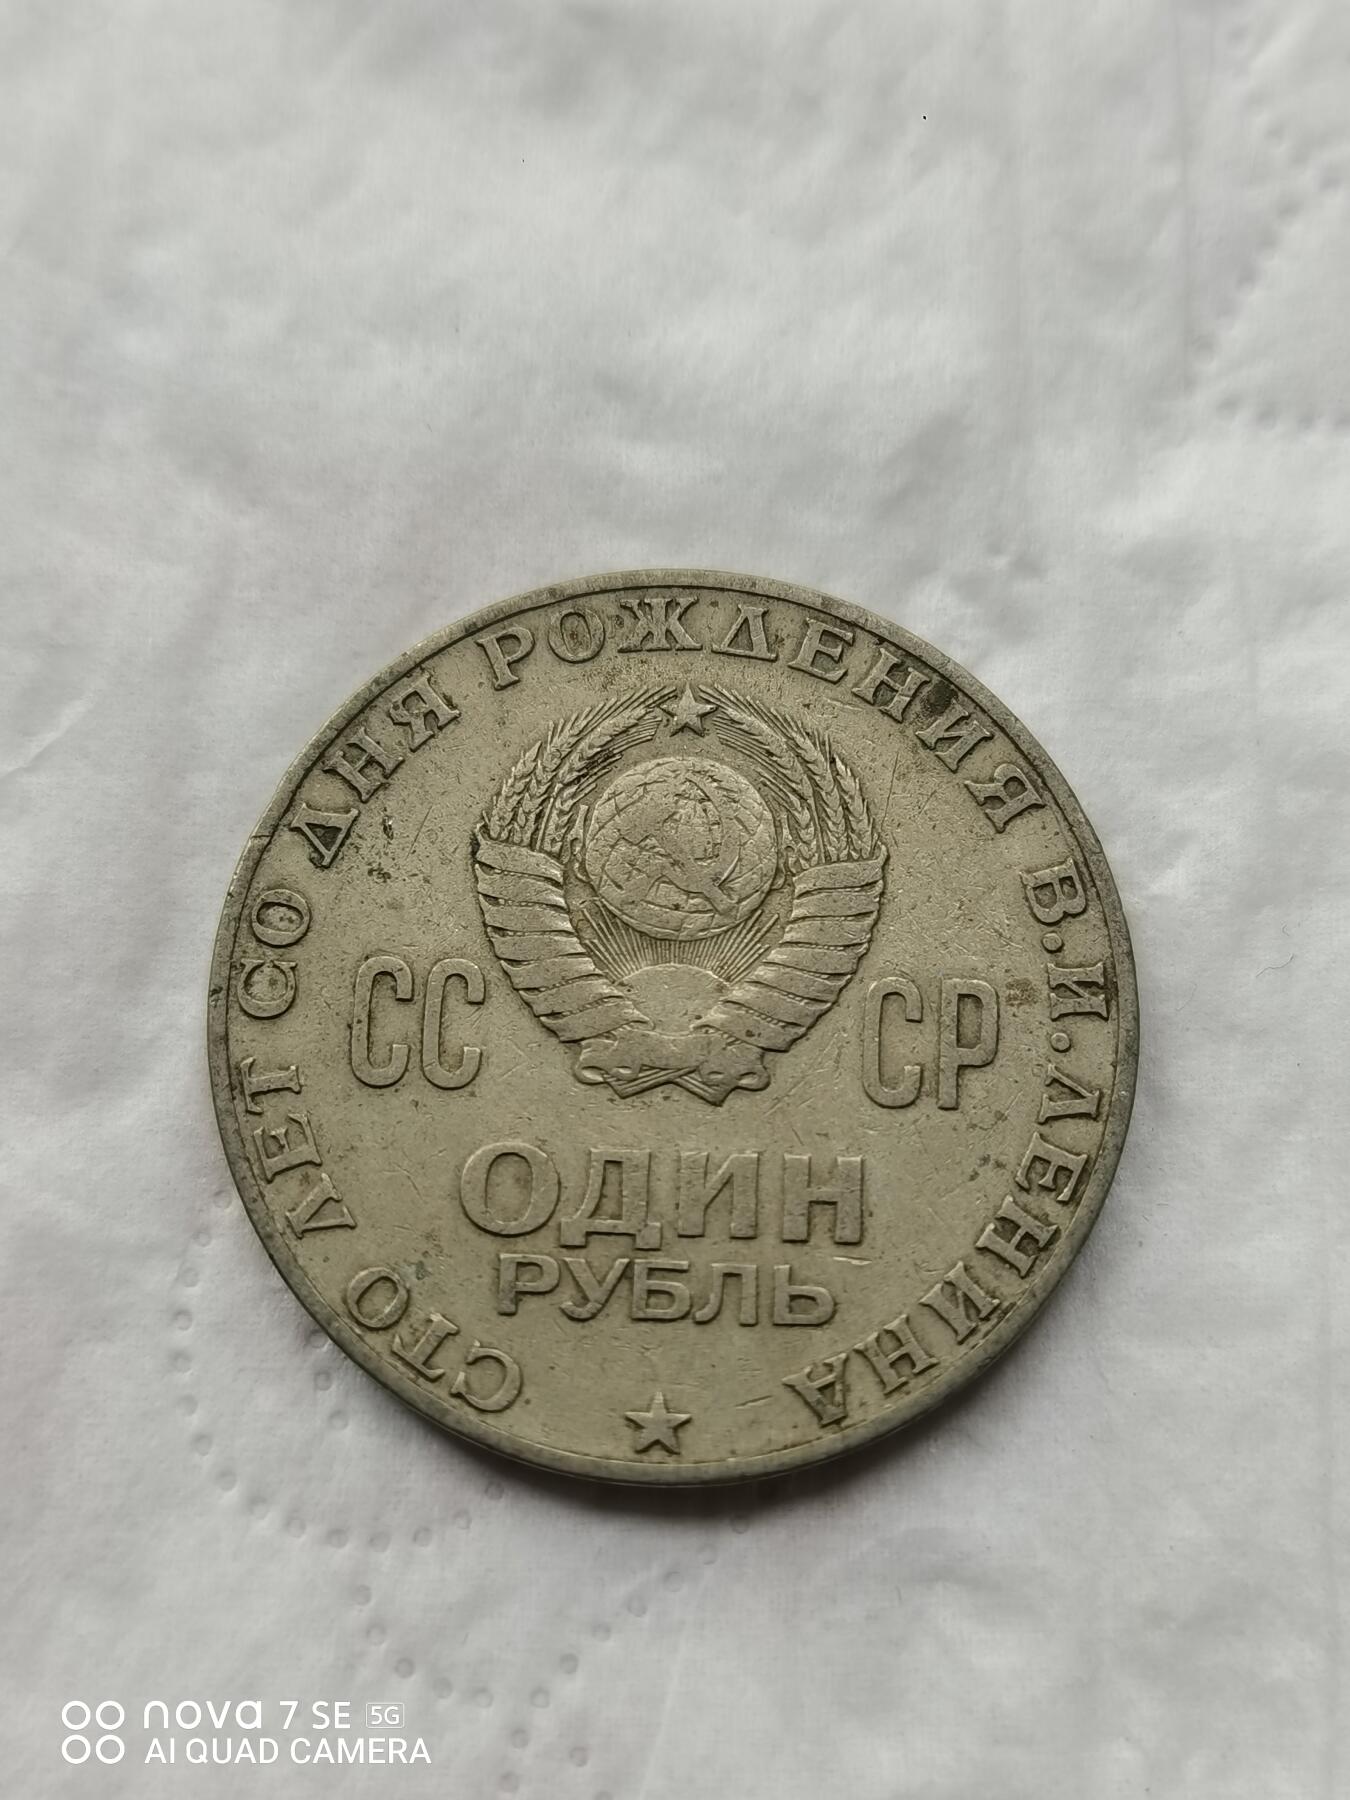 СТО ЛЕТ СО ДНЯ РОЖДЕНИЯ В.И.ЛЕНИНА
СС СР
ОДИН
РУБЛЬ
nova 7 SE 5G
AI QUAD CAMERA